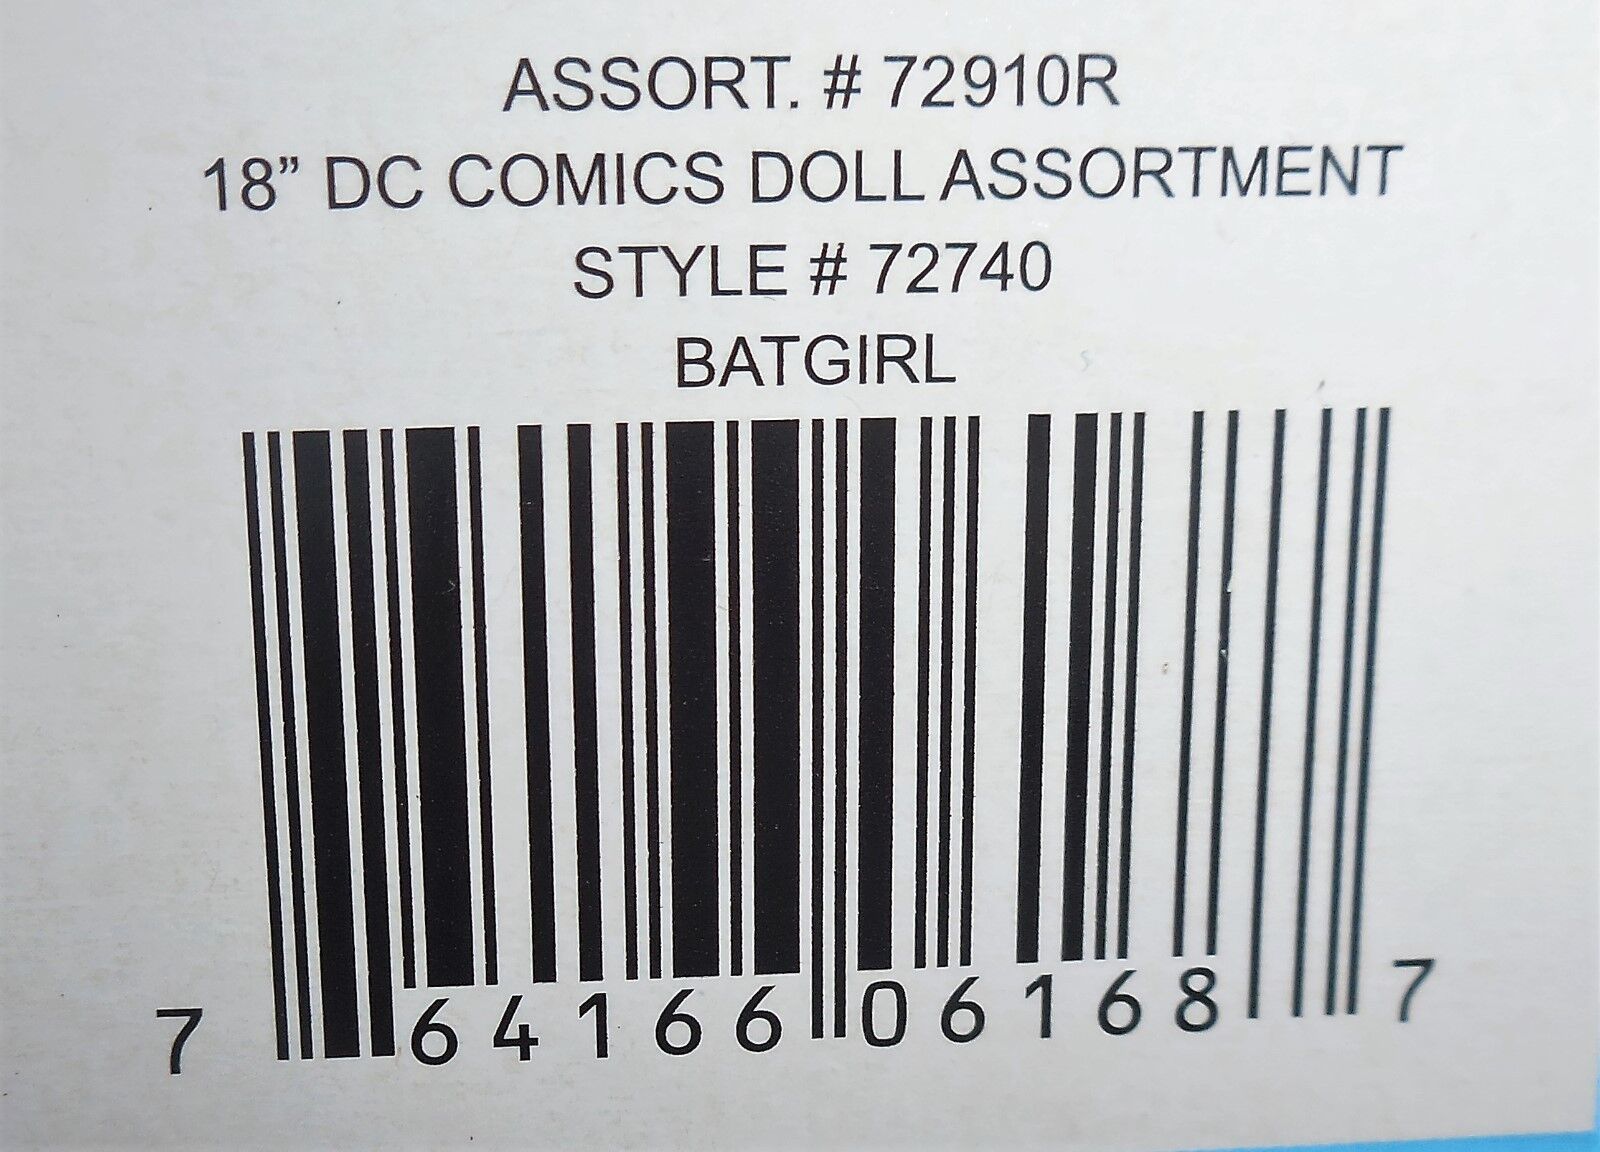 ASSORT. # 72910R
18” DC COMICS DOLL ASSORTMENT
STYLE # 72740
BATGIRL
7 64166 06168 7